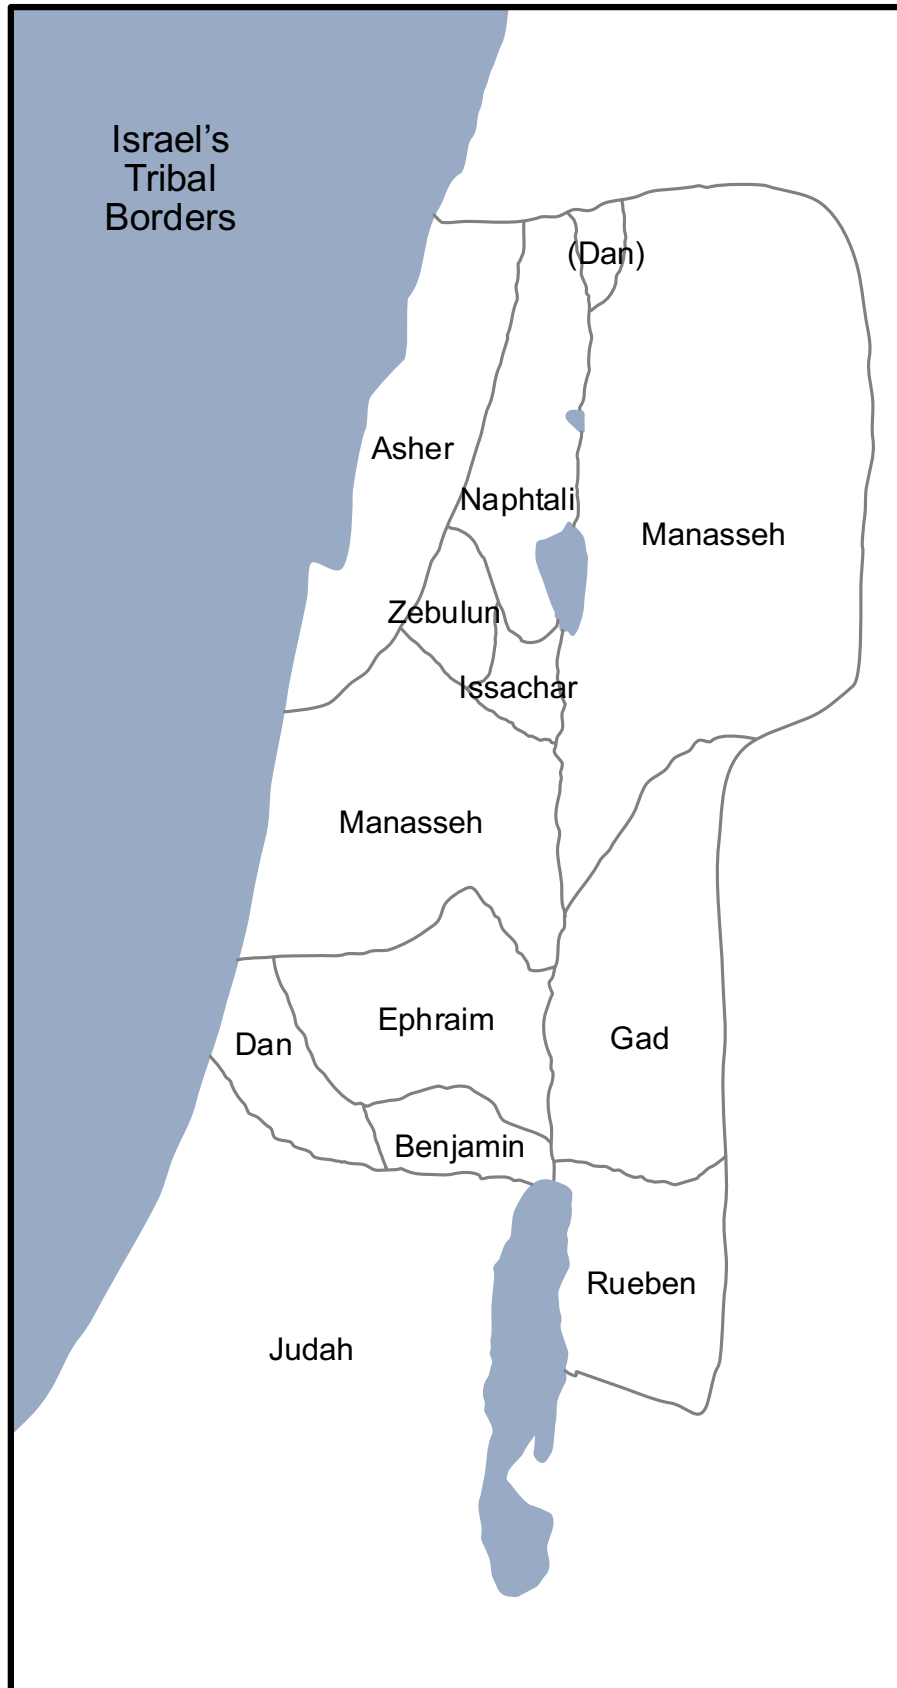 Israel's
Tribal
Borders
(Dan)
Asher
Naphtali
Manasseh
Zebulun
Issachar
Manasseh
Ephraim
Gad
Dan
Benjamin
Rueben
Judah